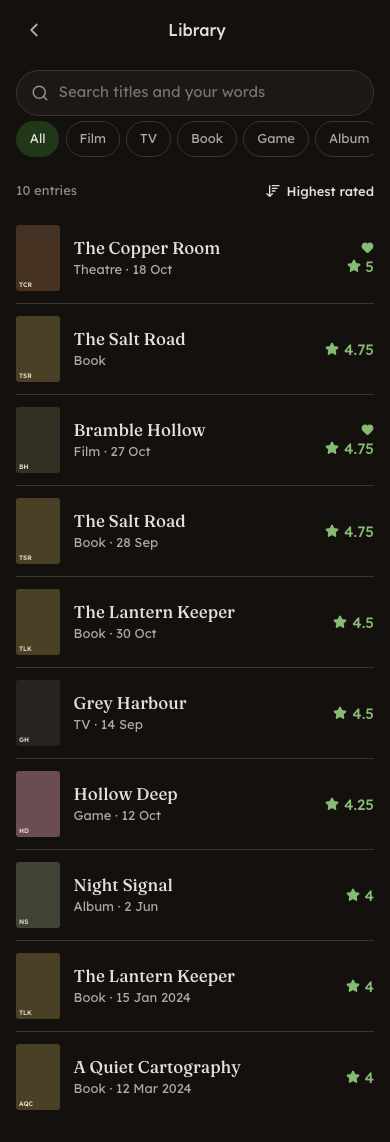 Library
Search titles and your words
All Film TV Book Game Album
10 entries Highest rated
The Copper Room
Theatre · 18 Oct
5
TCR
The Salt Road
Book
4.75
TSR
Bramble Hollow
Film · 27 Oct
4.75
BH
The Salt Road
Book · 28 Sep
4.75
TSR
The Lantern Keeper
Book · 30 Oct
4.5
TLK
Grey Harbour
TV · 14 Sep
4.5
GH
Hollow Deep
Game · 12 Oct
4.25
HD
Night Signal
Album · 2 Jun
4
NS
The Lantern Keeper
Book · 15 Jan 2024
4
TLK
A Quiet Cartography
Book · 12 Mar 2024
4
AQC